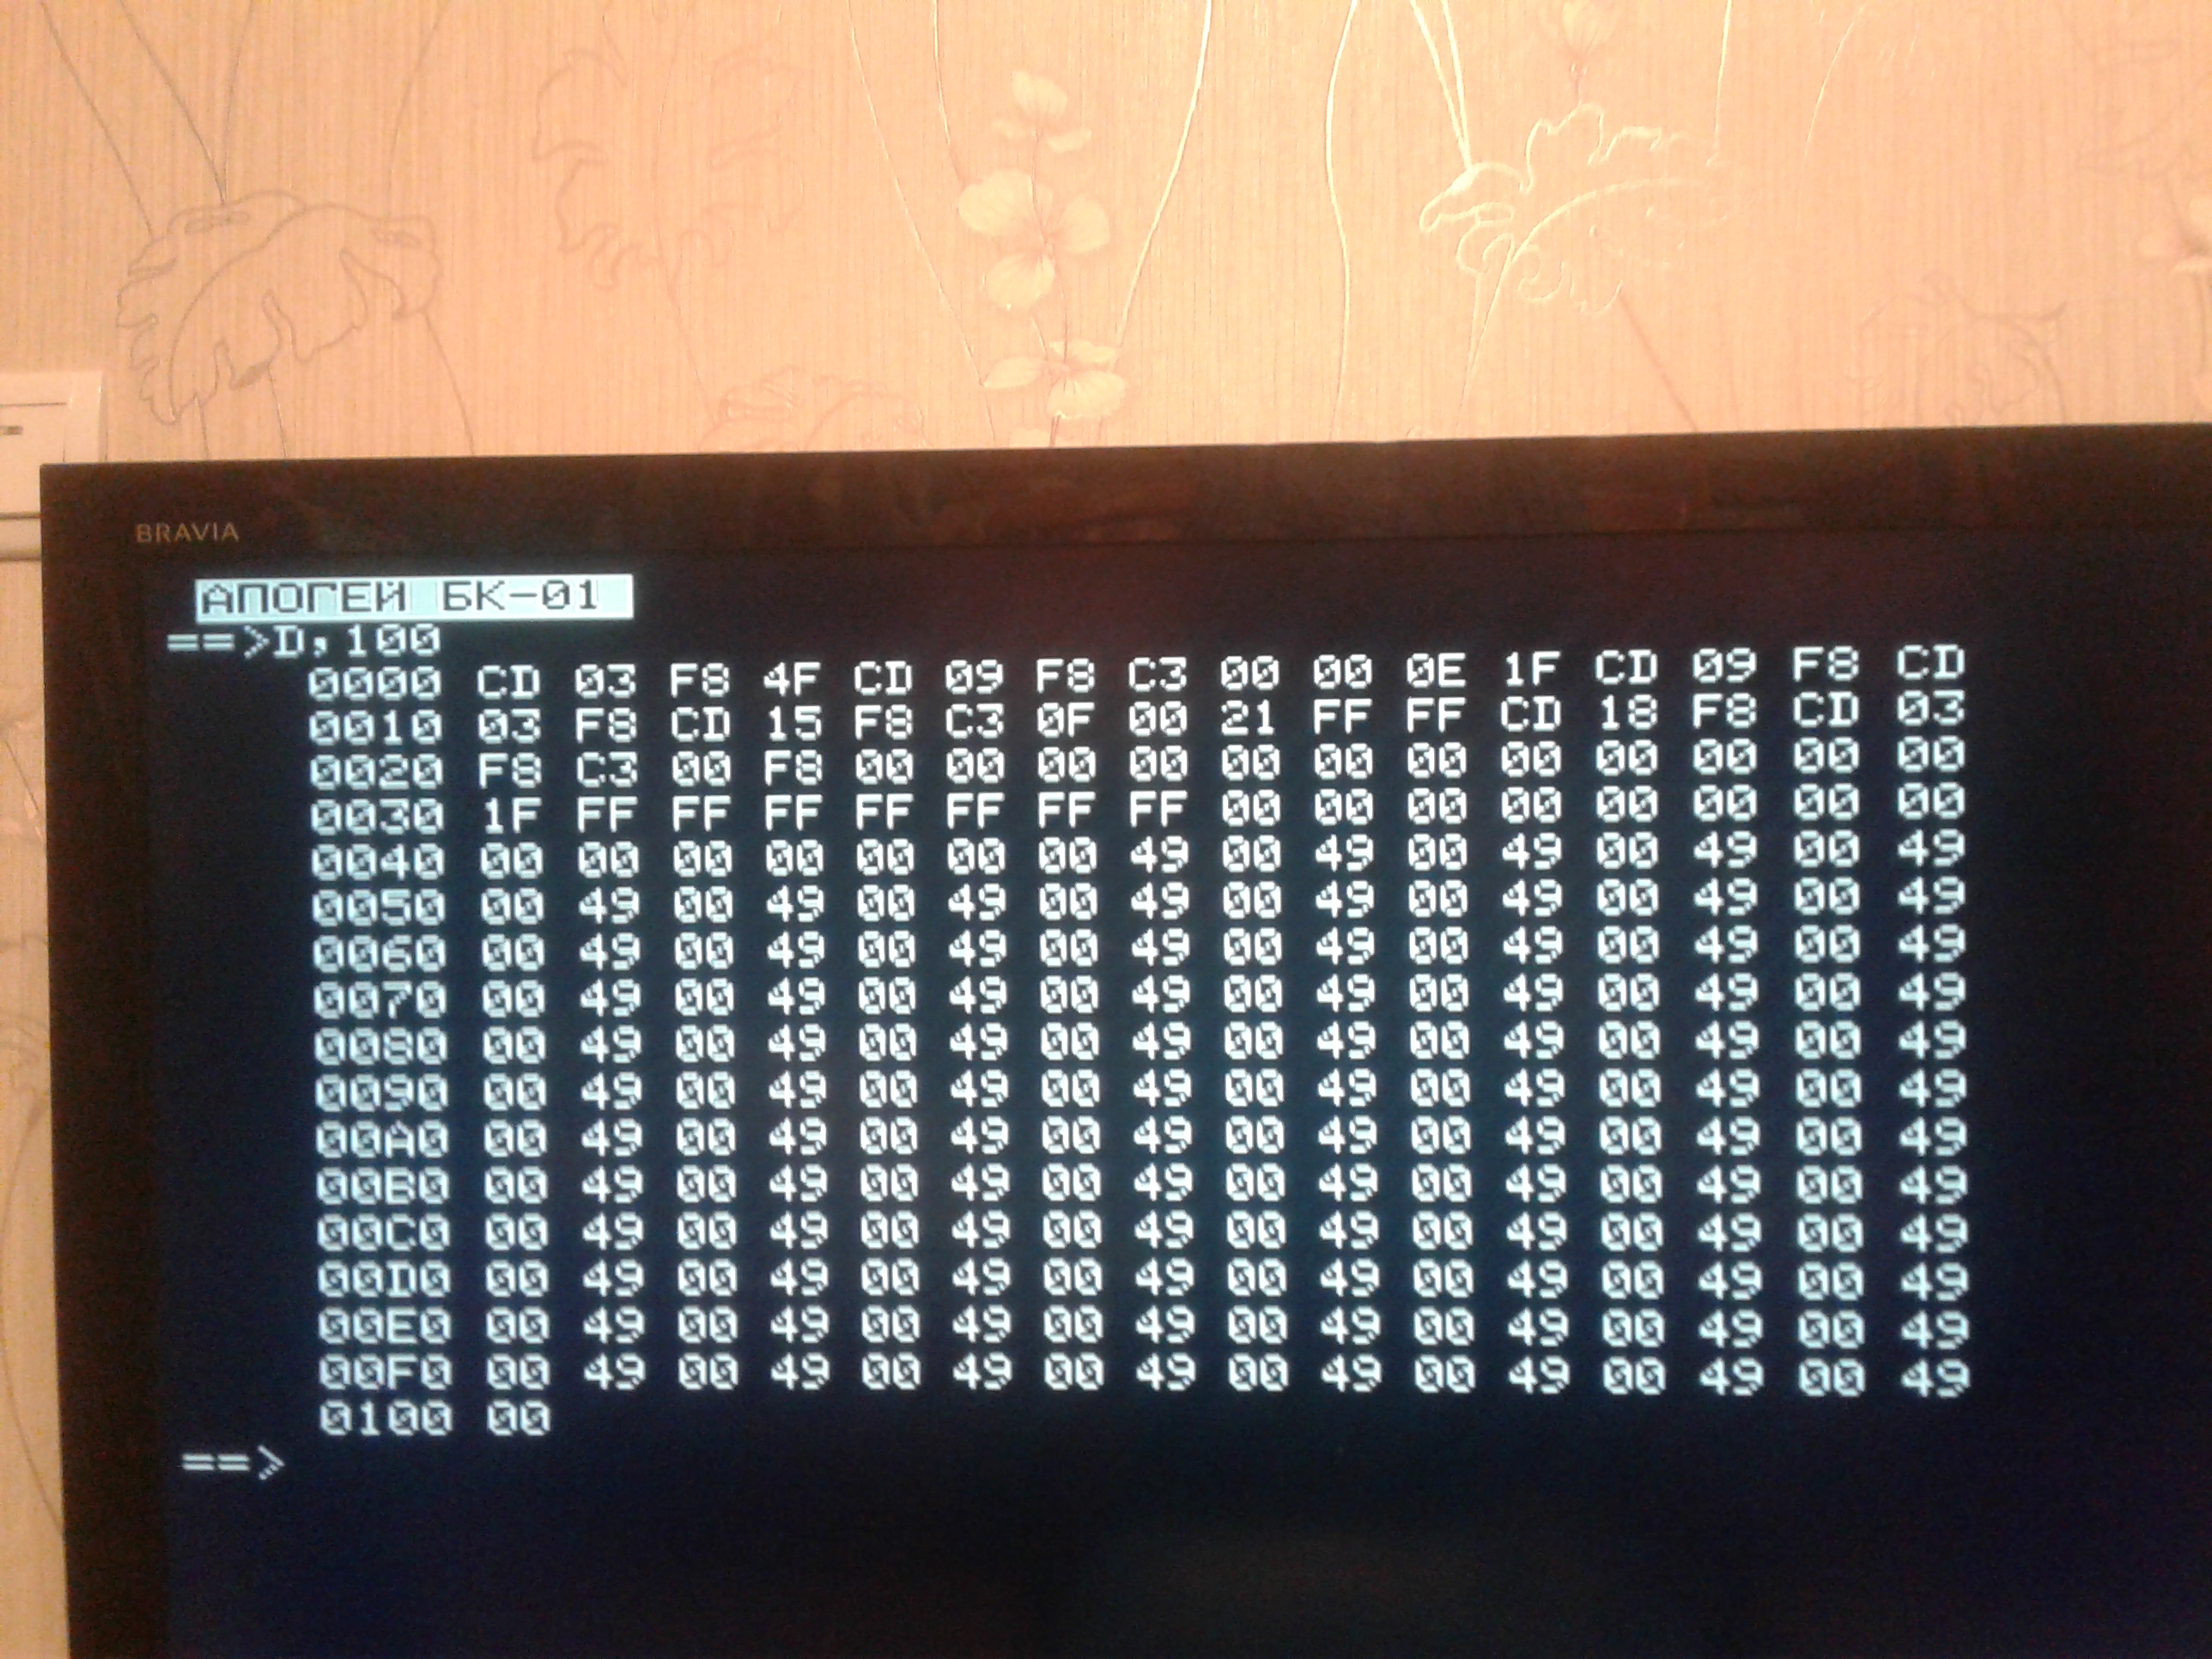 BRAVIA
АПОГЕЙ БК-01
==>D,100
0000 CD 03 F8 4F CD 09 F8 C3 00 00 0E 1F CD 09 F8 CD
0010 03 F8 CD 15 F8 C3 0F 00 21 FF FF CD 18 F8 CD 03
0020 F8 C3 00 F8 00 00 00 00 00 00 00 00 00 00 00 00
0030 1F FF FF FF FF FF FF FF 00 00 00 00 00 00 00 00
0040 00 00 00 00 00 00 00 49 00 49 00 49 00 49 00 49
0050 00 49 00 49 00 49 00 49 00 49 00 49 00 49 00 49
0060 00 49 00 49 00 49 00 49 00 49 00 49 00 49 00 49
0070 00 49 00 49 00 49 00 49 00 49 00 49 00 49 00 49
0080 00 49 00 49 00 49 00 49 00 49 00 49 00 49 00 49
0090 00 49 00 49 00 49 00 49 00 49 00 49 00 49 00 49
00A0 00 49 00 49 00 49 00 49 00 49 00 49 00 49 00 49
00B0 00 49 00 49 00 49 00 49 00 49 00 49 00 49 00 49
00C0 00 49 00 49 00 49 00 49 00 49 00 49 00 49 00 49
00D0 00 49 00 49 00 49 00 49 00 49 00 49 00 49 00 49
00E0 00 49 00 49 00 49 00 49 00 49 00 49 00 49 00 49
00F0 00 49 00 49 00 49 00 49 00 49 00 49 00 49 00 49
0100 00
==>